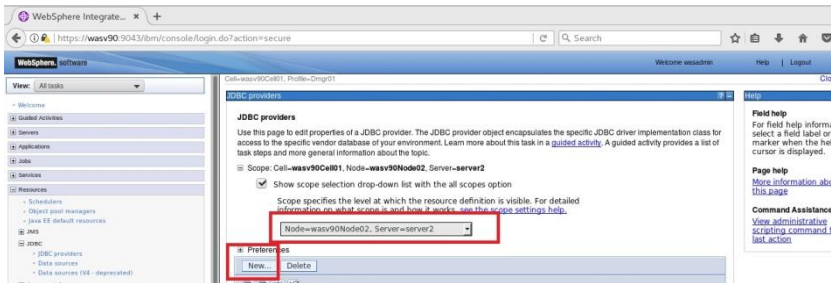 WebSphere Integrate... × +
https://wasv90:9043/ibm/console/login.do?action=secure
Search
WebSphere. software
Welcome wasadmin
Help | Logout
View: All tasks
Cell=wasv90Cell01, Profile=Dmgr01
Clo
Welcome
Guided Activities
Servers
Applications
Jobs
Services
Resources
Schedulers
Object pool managers
Java EE default resources
JMS
JDBC
JDBC providers
Data sources
Data sources (V4 - deprecated)
JDBC providers
JDBC providers
Use this page to edit properties of a JDBC provider. The JDBC provider object encapsulates the specific JDBC driver implementation class for
access to the specific vendor database of your environment. Learn more about this task in a guided activity. A guided activity provides a list of
task steps and more general information about the topic.
Scope: Cell=wasv90Cell01, Node=wasv90Node02, Server=server2
Show scope selection drop-down list with the all scopes option
Scope specifies the level at which the resource definition is visible. For detailed
information on what scope is and how it works, see the scope settings help.
Node=wasv90Node02, Server=server2
Preferences
New... Delete
Help
Field help
For field help informa
select a field label or
marker when the hel
cursor is displayed.
Page help
More information abo
this page
Command Assistance
View administrative
scripting command f
last action